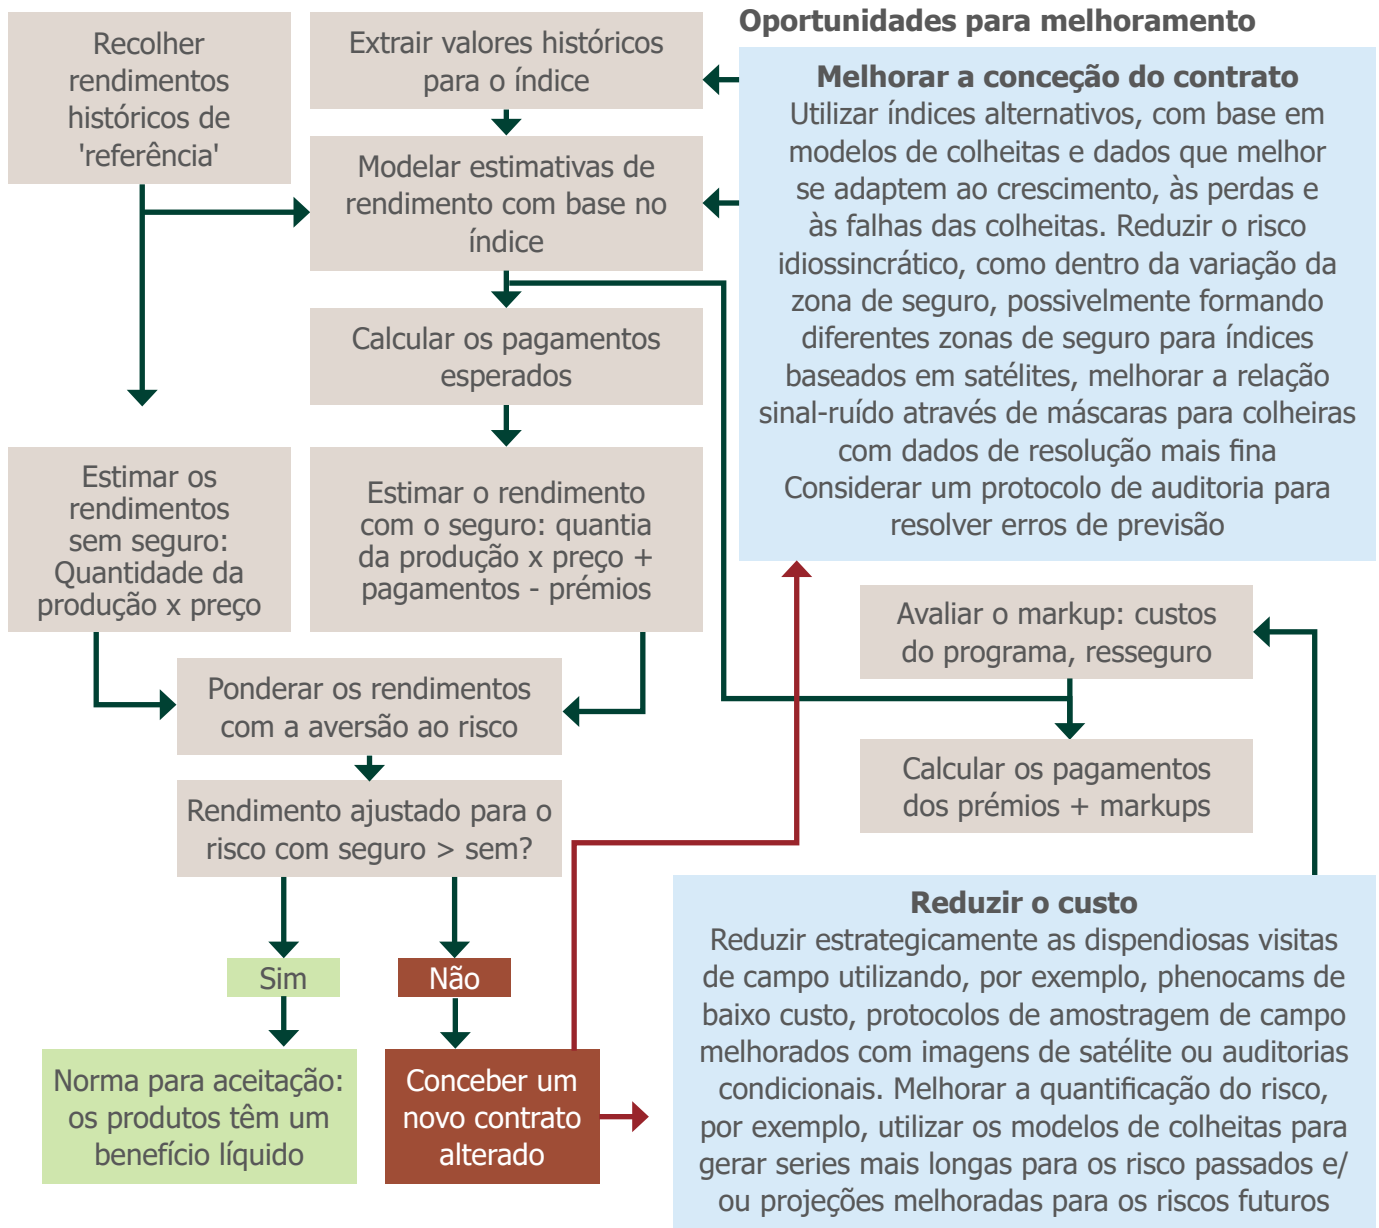 Recolher
rendimentos
históricos de
'referência'
Extrair valores históricos
para o índice
Modelar estimativas de
rendimento com base no
índice
Calcular os pagamentos
esperados
Estimar os
rendimentos
sem seguro:
Quantidade da
produção x preço
Estimar o rendimento
com o seguro: quantia
da produção x preço +
pagamentos - prémios
Ponderar os rendimentos
com a aversão ao risco
Rendimento ajustado para o
risco com seguro > sem?
Sim
Não
Norma para aceitação:
os produtos têm um
benefício líquido
Conceber um
novo contrato
alterado
Oportunidades para melhoramento
Melhorar a conceção do contrato
Utilizar índices alternativos, com base em
modelos de colheitas e dados que melhor
se adaptem ao crescimento, às perdas e
às falhas das colheitas. Reduzir o risco
idiossincrático, como dentro da variação da
zona de seguro, possivelmente formando
diferentes zonas de seguro para índices
baseados em satélites, melhorar a relação
sinal-ruído através de máscaras para colheiras
com dados de resolução mais fina
Considerar um protocolo de auditoria para
resolver erros de previsão
Avaliar o markup: custos
do programa, resseguro
Calcular os pagamentos
dos prémios + markups
Reduzir o custo
Reduzir estrategicamente as dispendiosas visitas
de campo utilizando, por exemplo, phenocams de
baixo custo, protocolos de amostragem de campo
melhorados com imagens de satélite ou auditorias
condicionais. Melhorar a quantificação do risco,
por exemplo, utilizar os modelos de colheitas para
gerar series mais longas para os risco passados e/
ou projeções melhoradas para os riscos futuros